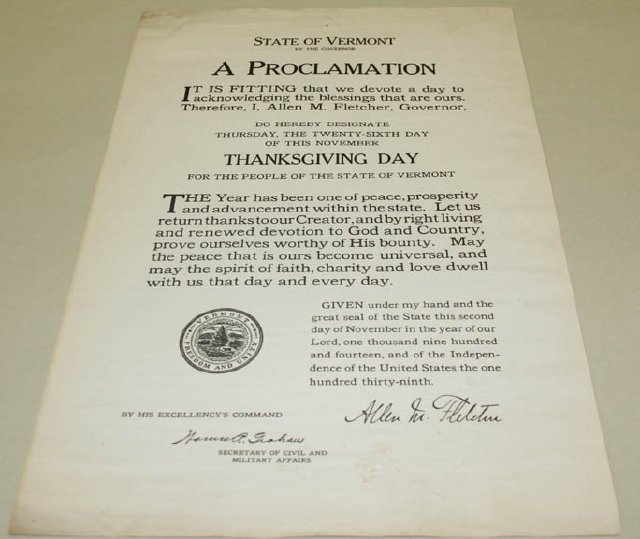 STATE OF VERMONT
BY THE GOVERNOR
A PROCLAMATION
IT IS FITTING that we devote a day to
acknowledging the blessings that are ours.
Therefore, I, Allen M. Fletcher, Governor,
DO HEREBY DESIGNATE
THURSDAY, THE TWENTY-SIXTH DAY
OF THIS NOVEMBER
THANKSGIVING DAY
FOR THE PEOPLE OF THE STATE OF VERMONT
THE Year has been one of peace, prosperity
and advancement within the state. Let us
return thanks to our Creator, and by right living
and renewed devotion to God and Country,
prove ourselves worthy of His bounty. May
the peace that is ours become universal, and
may the spirit of faith, charity and love dwell
with us that day and every day.
GIVEN under my hand and the
great seal of the State this second
day of November in the year of our
Lord, one thousand nine hundred
and fourteen, and of the Indepen-
dence of the United States the one
hundred thirty-ninth.
VERMONT
FREEDOM AND UNITY
Allen M. Fletcher
BY HIS EXCELLENCY'S COMMAND
SECRETARY OF CIVIL AND
MILITARY AFFAIRS